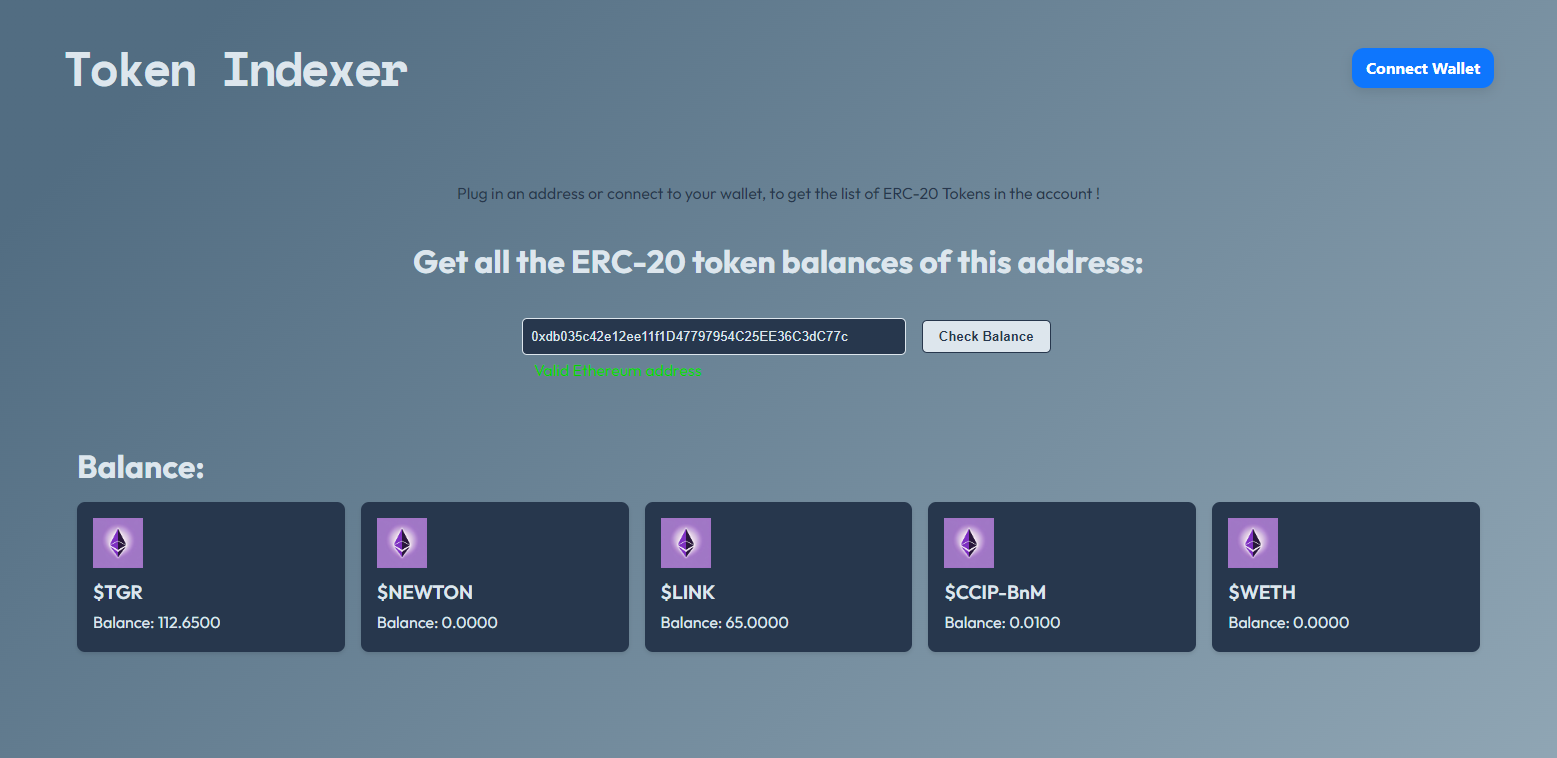 Token Indexer
Connect Wallet
Plug in an address or connect to your wallet, to get the list of ERC-20 Tokens in the account !
Get all the ERC-20 token balances of this address:
0xdb035c42e12ee11f1D47797954C25EE36C3dC77c
Check Balance
Valid Ethereum address
Balance:
$TGR
Balance: 112.6500
$NEWTON
Balance: 0.0000
$LINK
Balance: 65.0000
$CCIP-BnM
Balance: 0.0100
$WETH
Balance: 0.0000